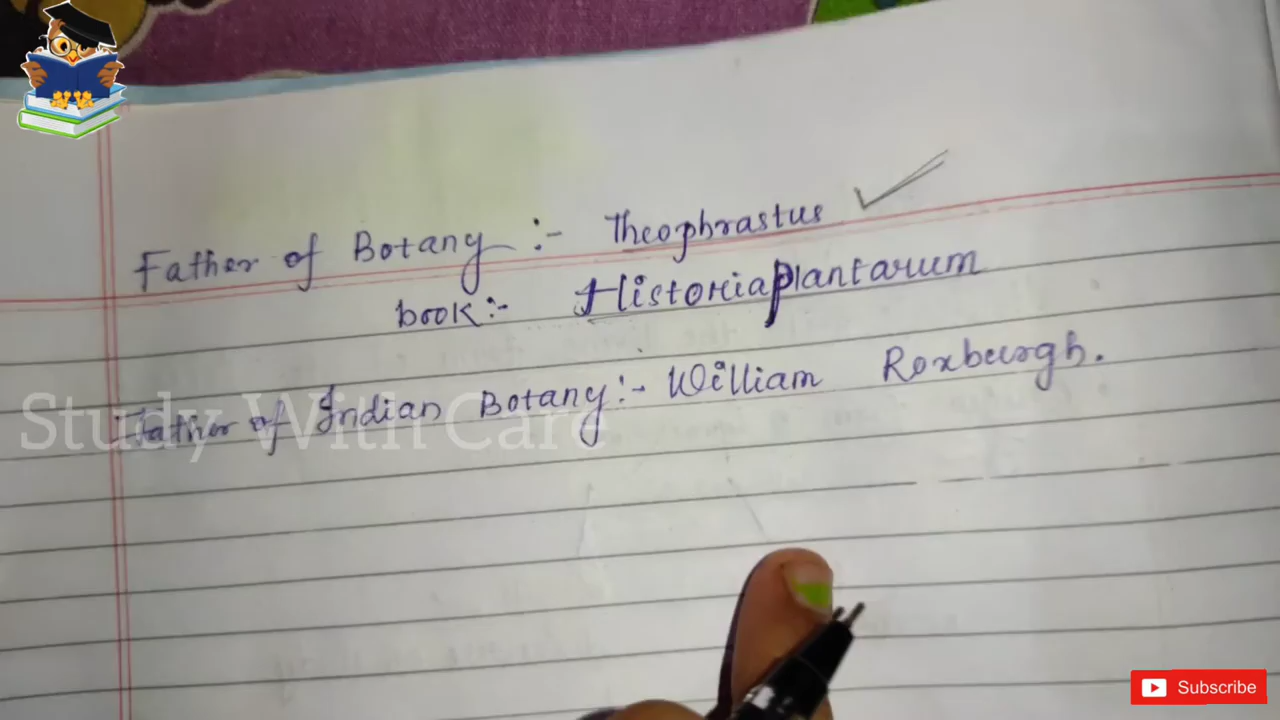 Father of Botany :- Theophrastus
book :- Historia plantarum
Father of Indian Botany :- William Roxburgh.
Study With Care
Subscribe